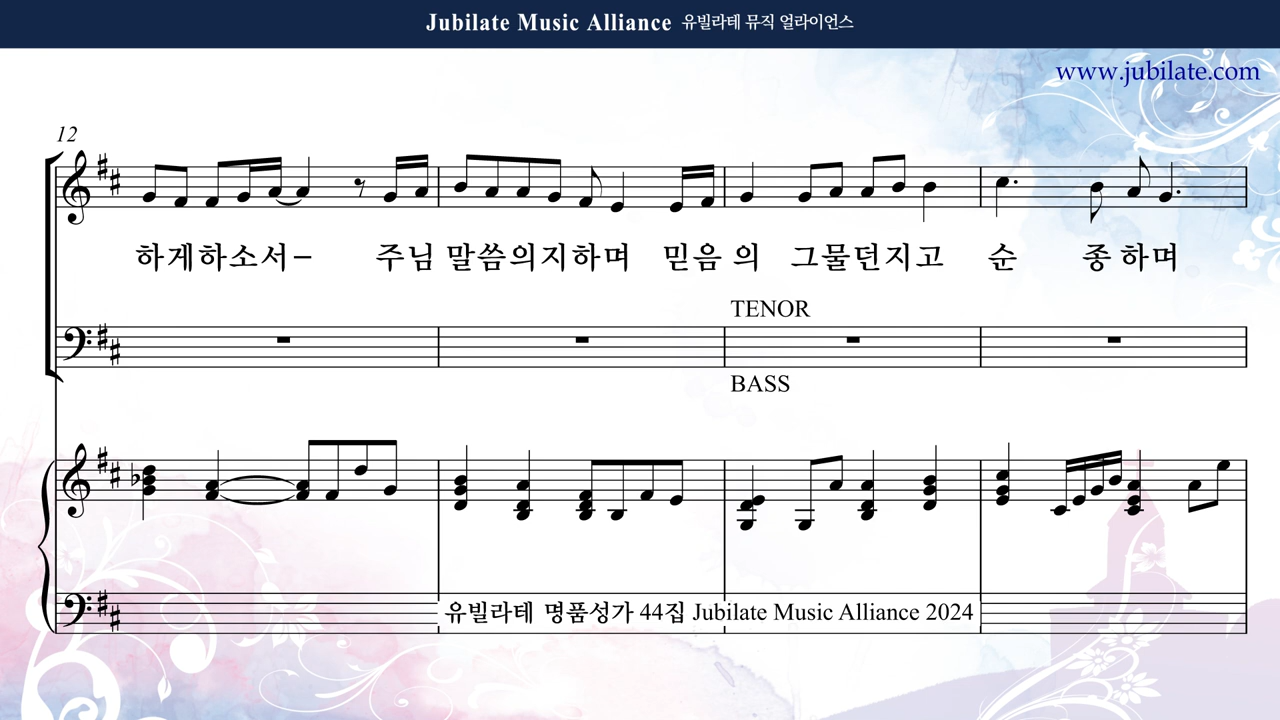 Jubilate Music Alliance 유빌라테 뮤직 얼라이언스
www.jubilate.com
12
하게하소서– 주님 말씀의지하며 믿음 의 그물던지고 순 종 하며
TENOR
BASS
유빌라테 명품성가 44집 Jubilate Music Alliance 2024